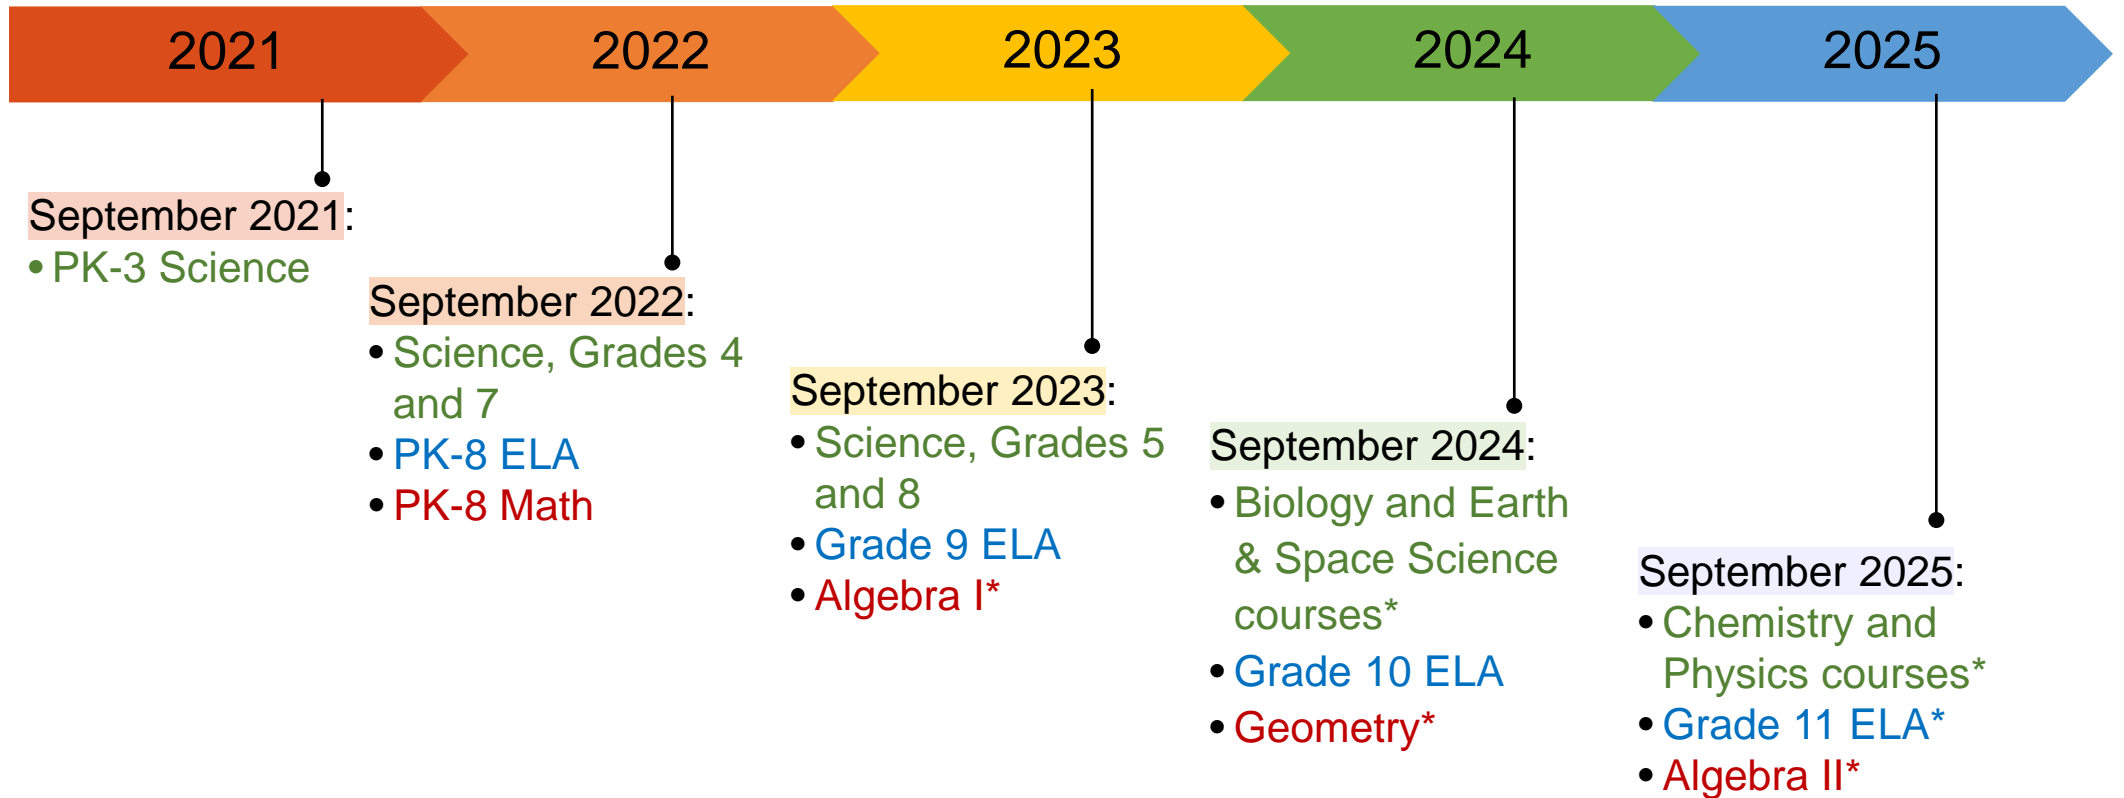 2021
2022
2023
2024
2025
September 2021:
• PK-3 Science
September 2022:
• Science, Grades 4
and 7
• PK-8 ELA
• PK-8 Math
September 2023:
• Science, Grades 5
and 8
• Grade 9 ELA
• Algebra I*
September 2024:
• Biology and Earth
& Space Science
courses*
• Grade 10 ELA
• Geometry*
September 2025:
• Chemistry and
Physics courses*
• Grade 11 ELA*
• Algebra II*